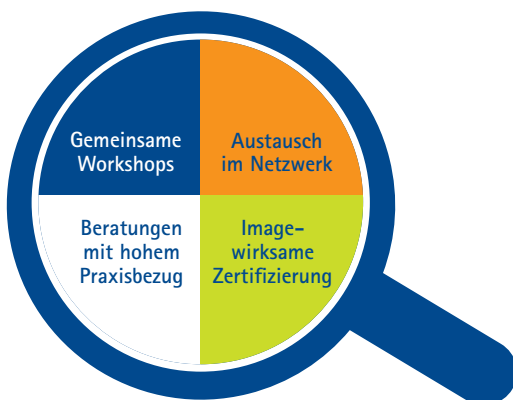 Gemeinsame
Workshops
Austausch
im Netzwerk
Beratungen
mit hohem
Praxisbezug
Image-
wirksame
Zertifizierung